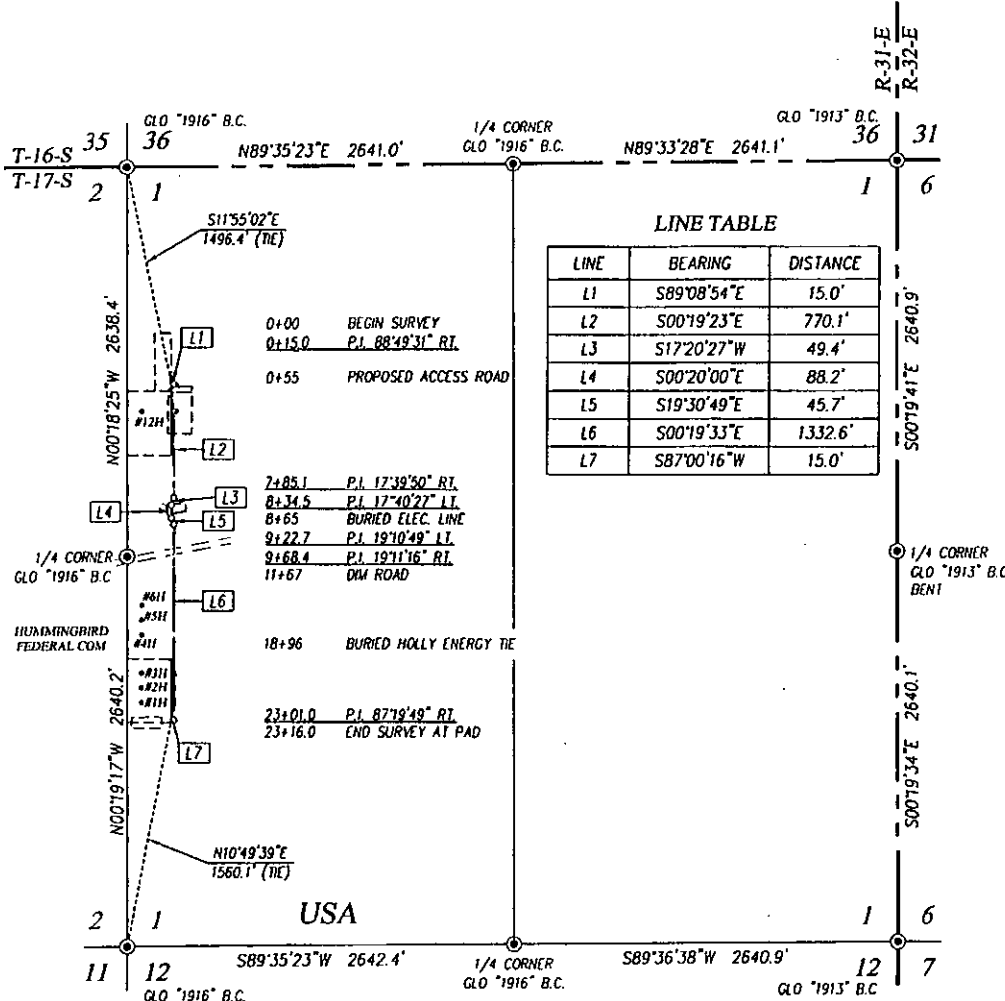 R-31-E
R-32-E
GLO "1916" B.C.
35 36
T-16-S
T-17-S
2 1
N89°35'23"E 2641.0'
1/4 CORNER
GLO "1916" B.C.
N89°33'28"E 2641.1'
GLO "1913" B.C.
36 31
1 6
S11°55'02"E
1496.4' (TIE)
N00°18'25"W 2638.4'
L1
0+00 BEGIN SURVEY
0+15.0 P.I. 88°49'31" RT.
0+55 PROPOSED ACCESS ROAD
#12H
L2
7+85.1 P.I. 17°39'50" RT.
8+34.5 P.I. 17°40'27" LT.
8+65 BURIED ELEC. LINE
9+22.7 P.I. 19°10'49" LT.
9+68.4 P.I. 19°11'16" RT.
11+67 DIM ROAD
L3
L4
L5
1/4 CORNER
GLO "1916" B.C
L6
#6H
#5H
#4H
HUMMINGBIRD
FEDERAL COM
18+96 BURIED HOLLY ENERGY TIE
#3H
#2H
#1H
N00°19'17"W 2640.2'
23+01.0 P.I. 87°19'49" RT.
23+16.0 END SURVEY AT PAD
L7
N10°49'39"E
1560.1' (TIE)
LINE TABLE
LINE BEARING DISTANCE
L1 S89°08'54"E 15.0'
L2 S00°19'23"E 770.1'
L3 S17°20'27"W 49.4'
L4 S00°20'00"E 88.2'
L5 S19°30'49"E 45.7'
L6 S00°19'33"E 1332.6'
L7 S87°00'16"W 15.0'
S00°19'41"E 2640.9'
1/4 CORNER
GLO "1913" B.C
BENT
S00°19'34"E 2640.1'
USA
2 1
11 12
GLO "1916" B.C.
S89°35'23"W 2642.4'
1/4 CORNER
GLO "1916" B.C.
S89°36'38"W 2640.9'
1 6
12 7
GLO "1913" B.C